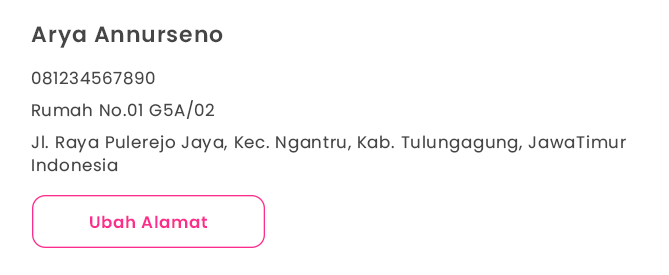 Arya Annurseno
081234567890
Rumah No.01 G5A/02
Jl. Raya Pulerejo Jaya, Kec. Ngantru, Kab. Tulungagung, JawaTimur
Indonesia
Ubah Alamat